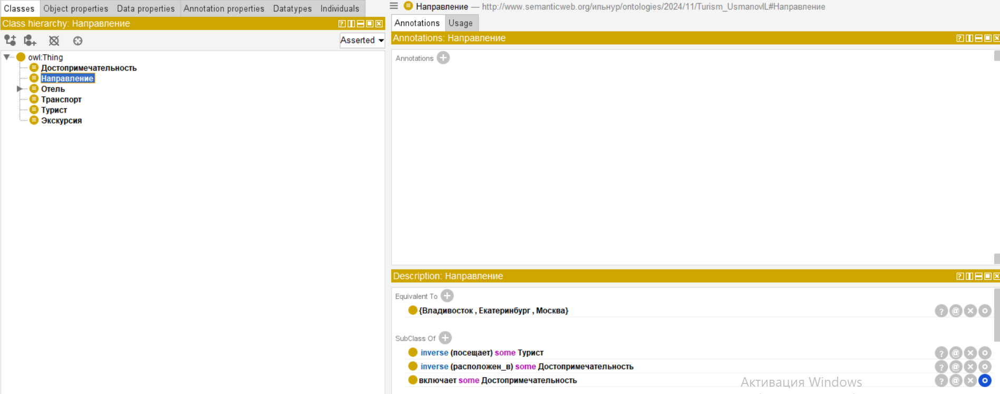 Classes Object properties Data properties Annotation properties Datatypes Individuals
Class hierarchy: Направление
Asserted
owl:Thing
Достопримечательность
Направление
Отель
Транспорт
Турист
Экскурсия
Направление — http://www.semanticweb.org/ильнур/ontologies/2024/11/Turism_UsmanovIL#Направление
Annotations Usage
Annotations: Направление
Annotations
Description: Направление
Equivalent To
{Владивосток , Екатеринбург , Москва}
SubClass Of
inverse (посещает) some Турист
inverse (расположен_в) some Достопримечательность
включает some Достопримечательность
Активация Windows